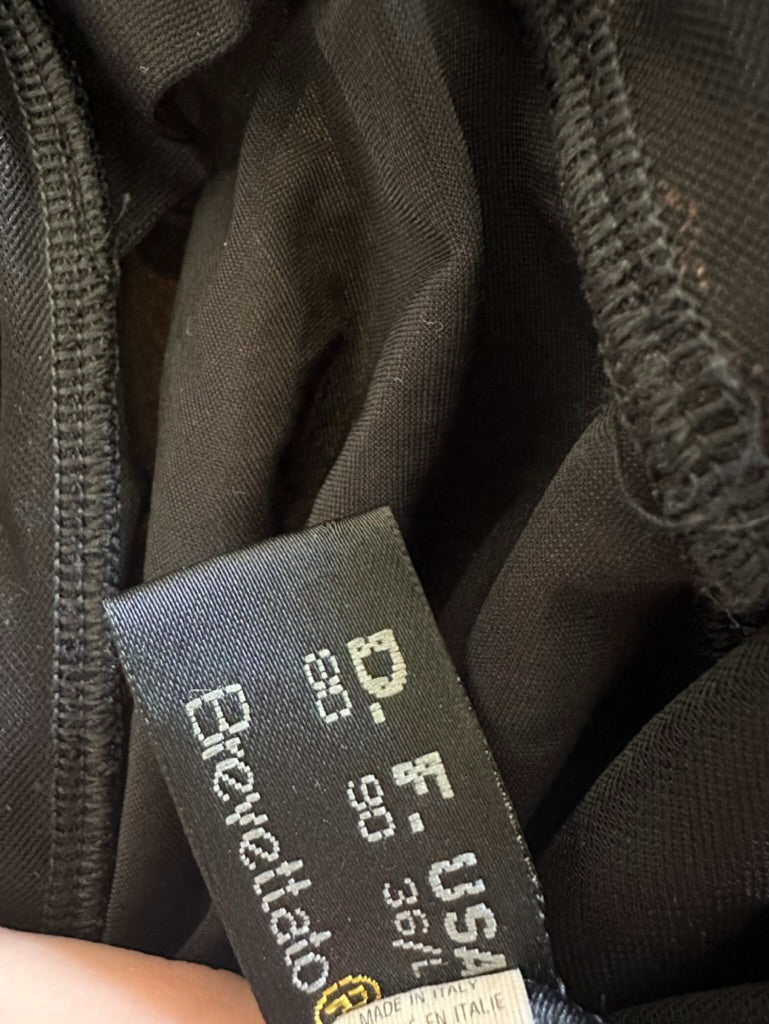 D. F. USA
80 90 36/L
Brevettato ®
MADE IN ITALY
EN ITALIE